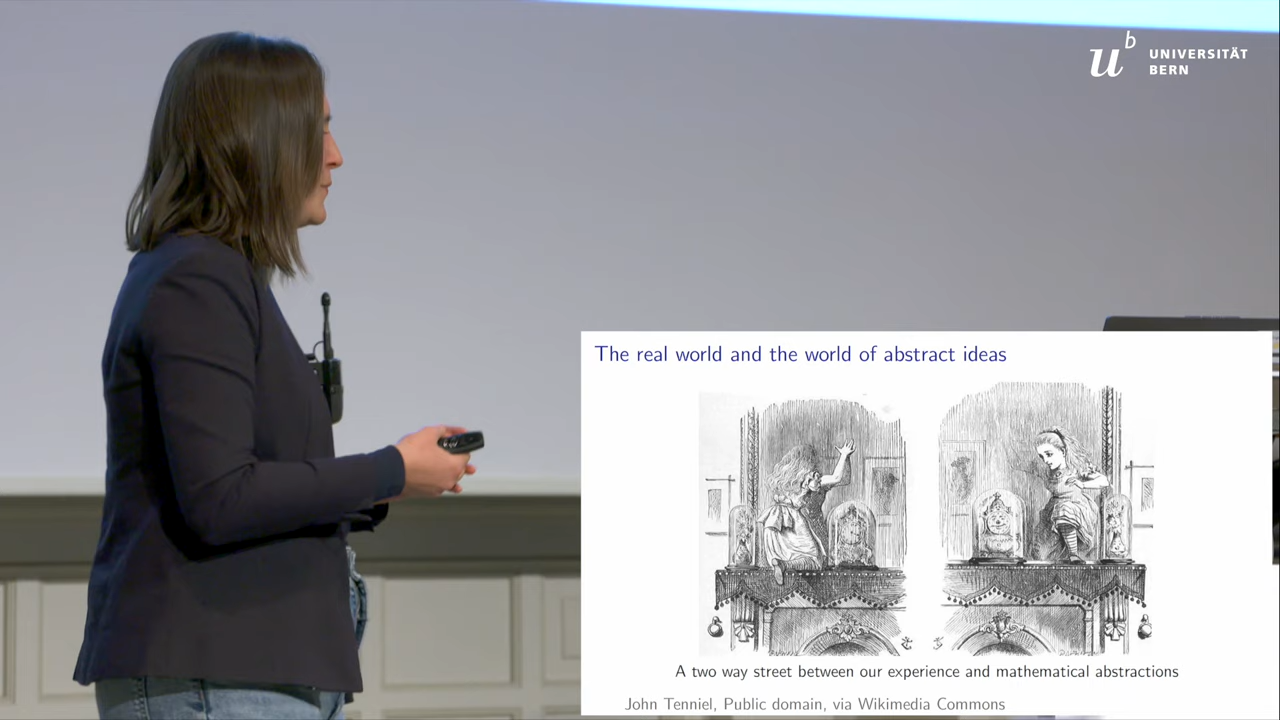 u
b
UNIVERSITÄT
BERN
The real world and the world of abstract ideas
A two way street between our experience and mathematical abstractions
John Tenniel, Public domain, via Wikimedia Commons